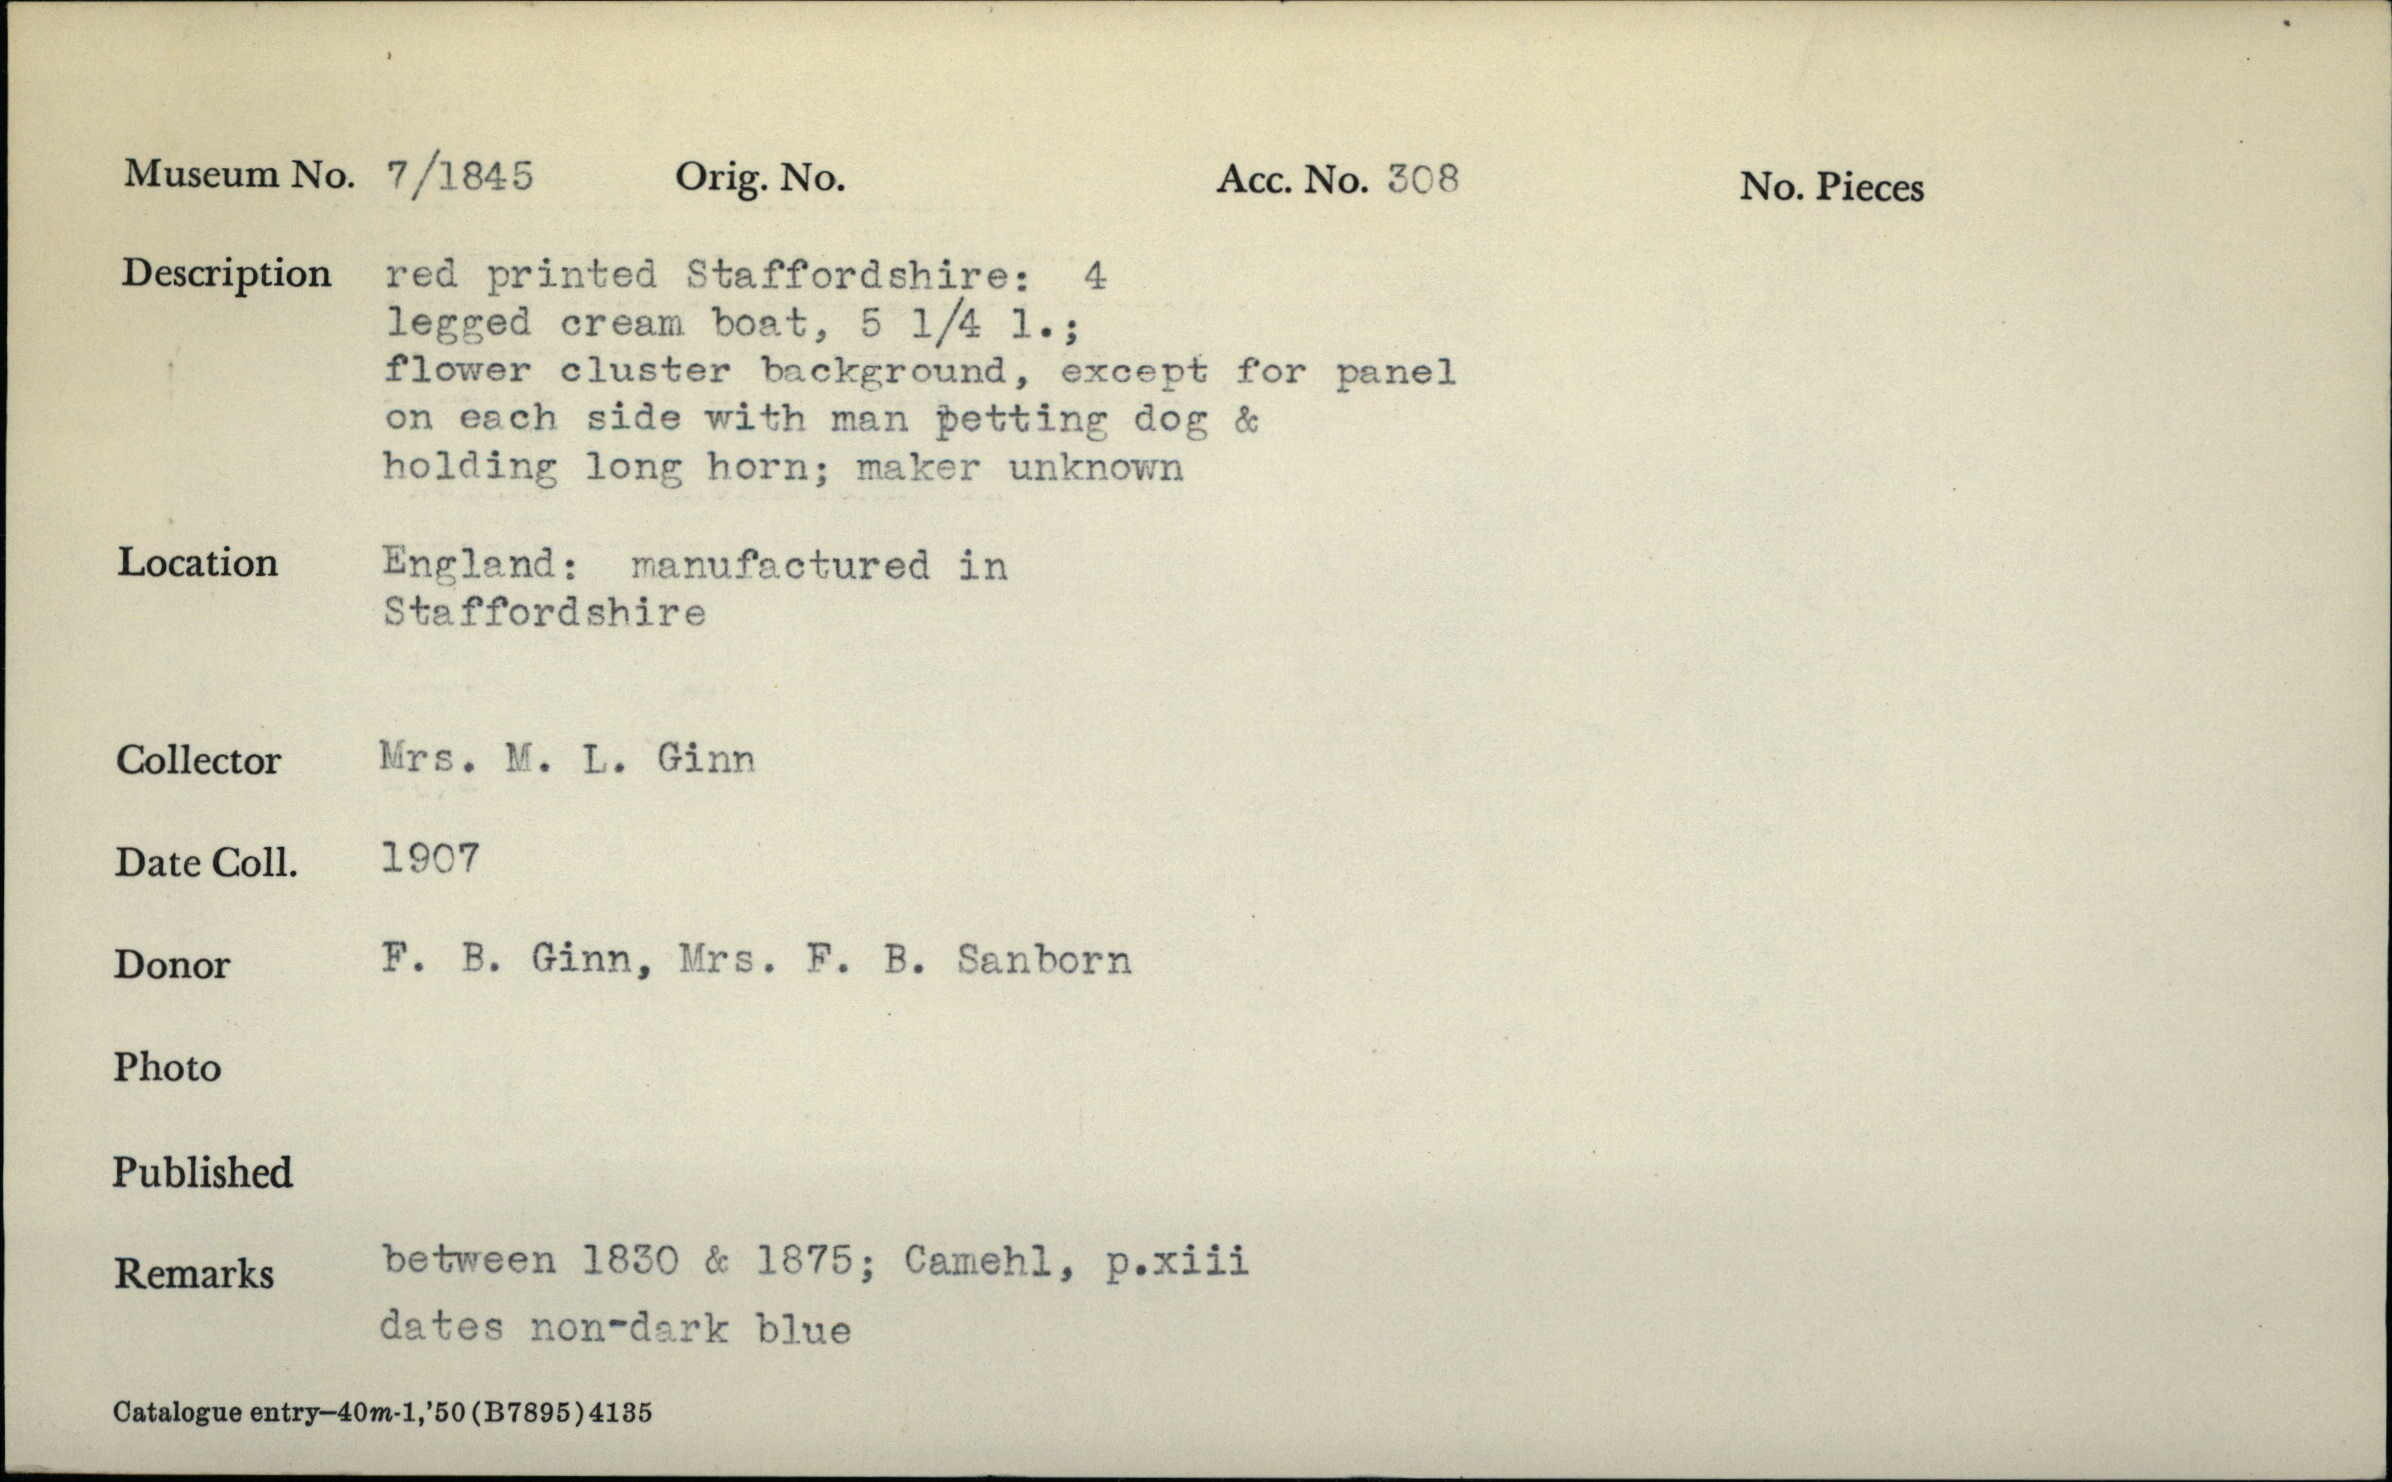 Museum No. 7/1845 Orig. No. Acc. No. 308 No. Pieces
Description red printed Staffordshire: 4
legged cream boat, 5 1/4 l.;
flower cluster background, except for panel
on each side with man petting dog &
holding long horn; maker unknown
Location England: manufactured in
Staffordshire
Collector Mrs. M. L. Ginn
Date Coll. 1907
Donor F. B. Ginn, Mrs. F. B. Sanborn
Photo
Published
Remarks between 1830 & 1875; Camehl, p.xiii
dates non-dark blue
Catalogue entry—40m-1,'50(B7895)4135